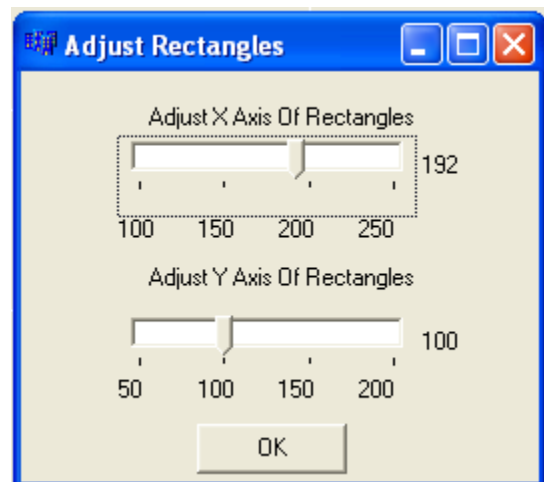 Adjust Rectangles
Adjust X Axis Of Rectangles
192
100 150 200 250
Adjust Y Axis Of Rectangles
100
50 100 150 200
OK